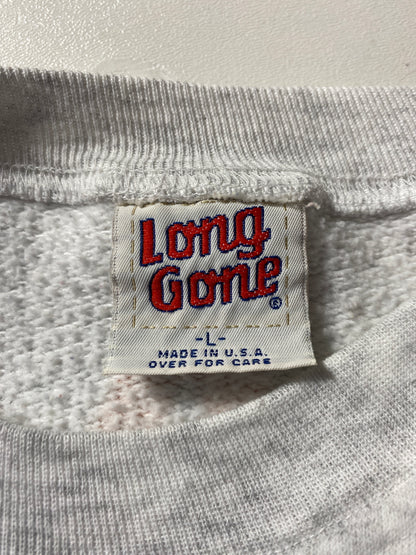 Long
Gone
®
-L-
MADE IN U.S.A.
OVER FOR CARE